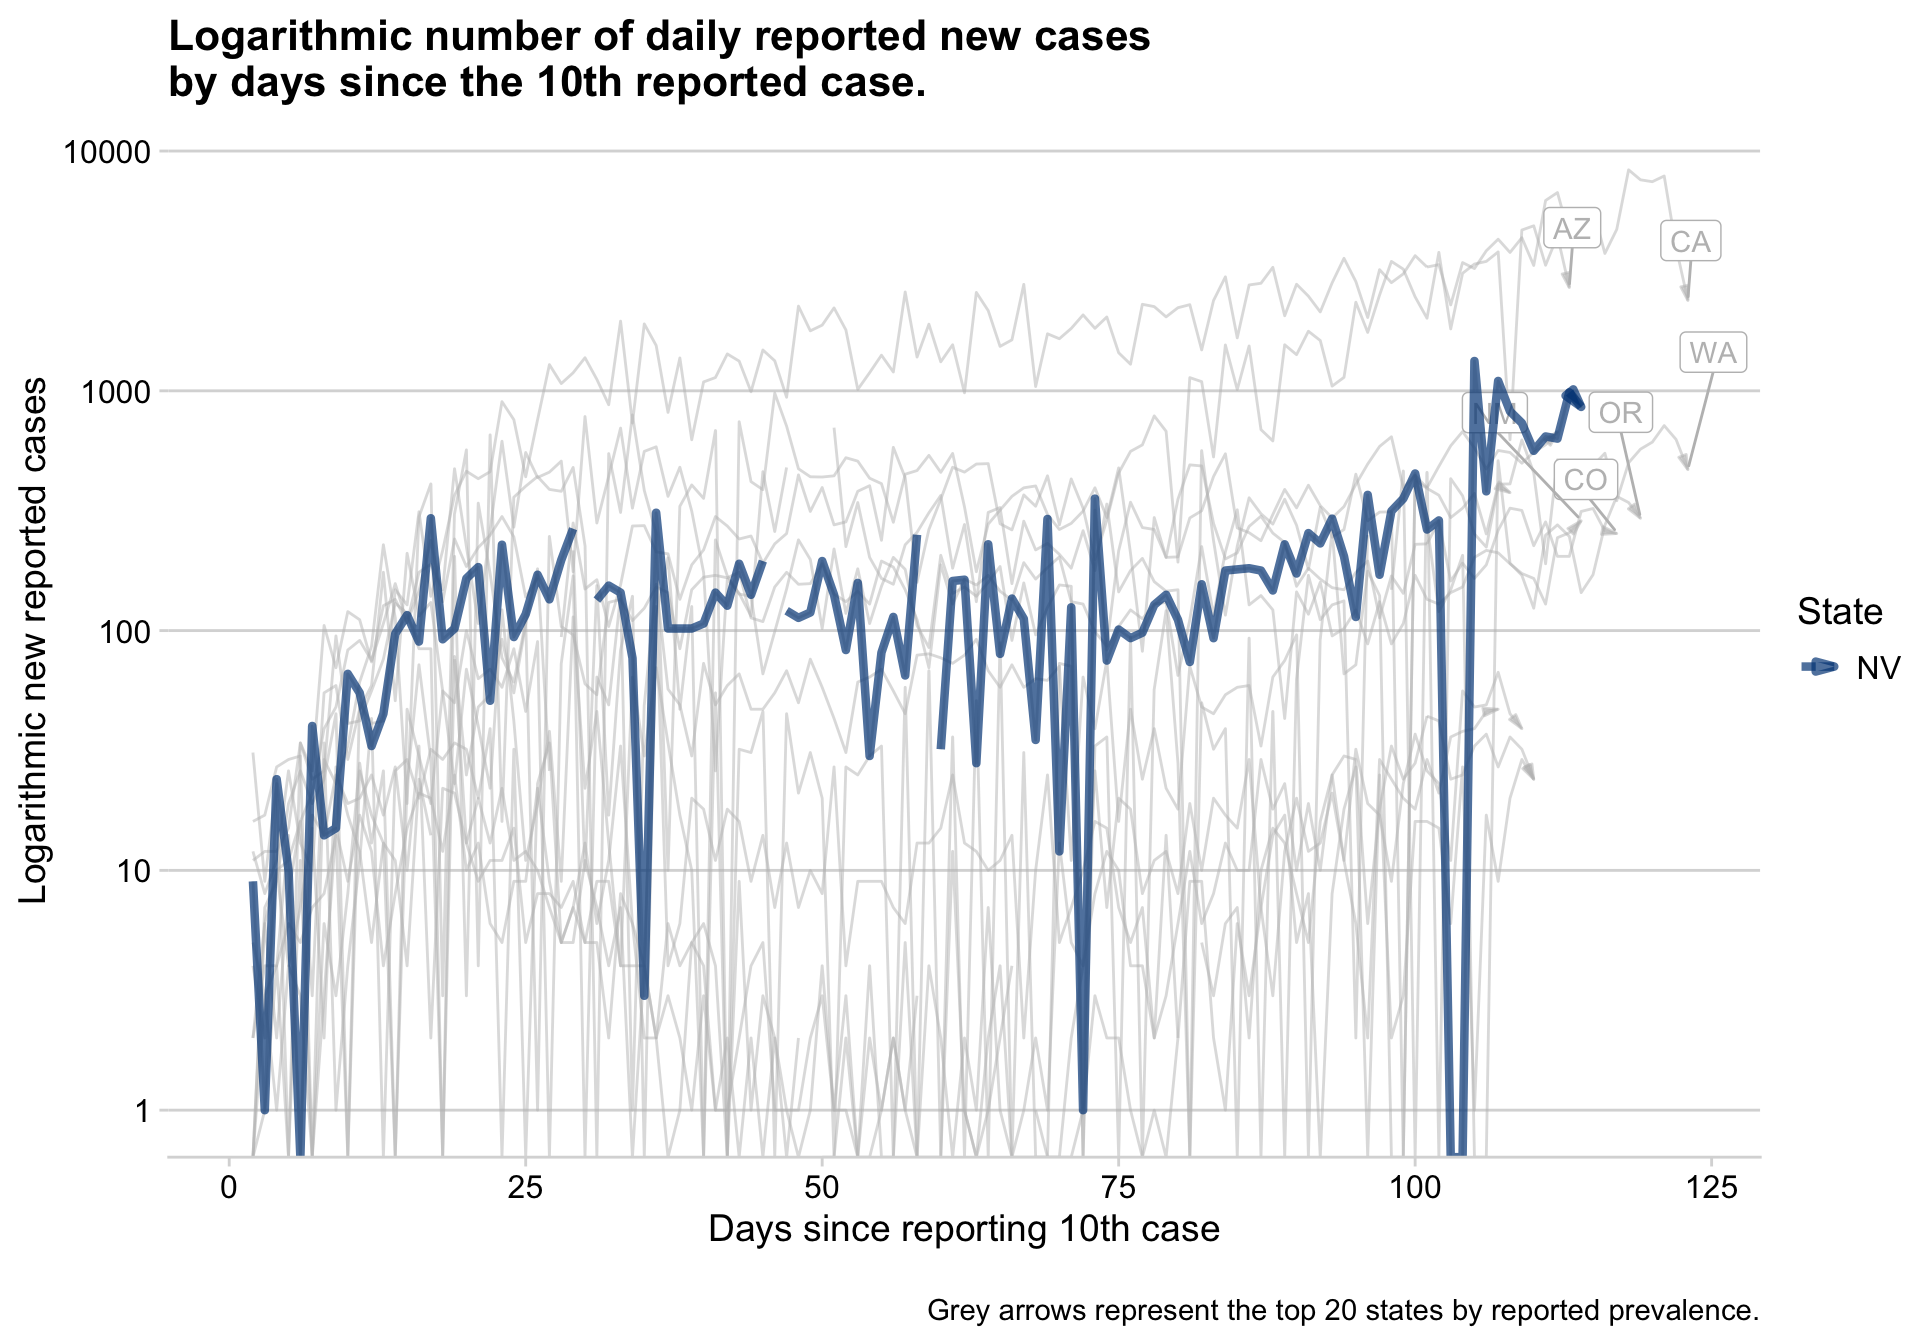 Logarithmic number of daily reported new cases
by days since the 10th reported case.
10000
1000
100
10
1
Logarithmic new reported cases
AZ
CA
WA
OR
CO
State
NV
0
25
50
75
100
125
Days since reporting 10th case
Grey arrows represent the top 20 states by reported prevalence.